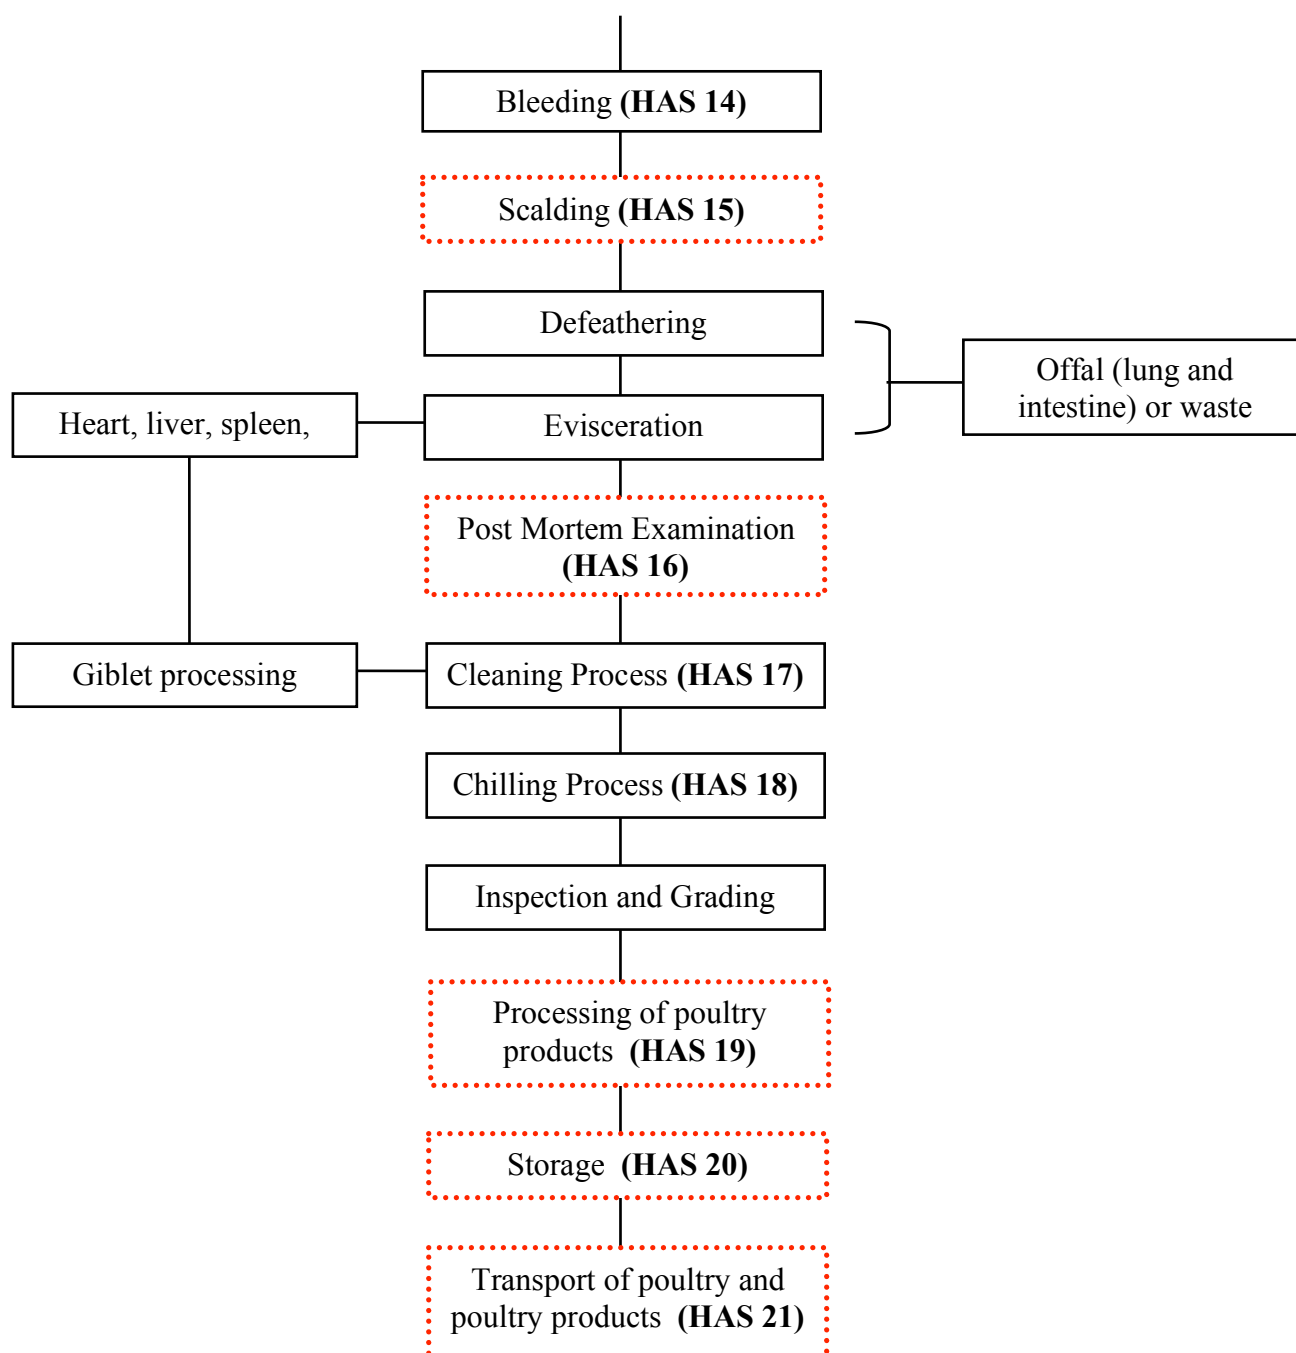 Bleeding (HAS 14)
Scalding (HAS 15)
Defeathering
Offal (lung and
intestine) or waste
Heart, liver, spleen,
Evisceration
Post Mortem Examination
(HAS 16)
Giblet processing
Cleaning Process (HAS 17)
Chilling Process (HAS 18)
Inspection and Grading
Processing of poultry
products (HAS 19)
Storage (HAS 20)
Transport of poultry and
poultry products (HAS 21)